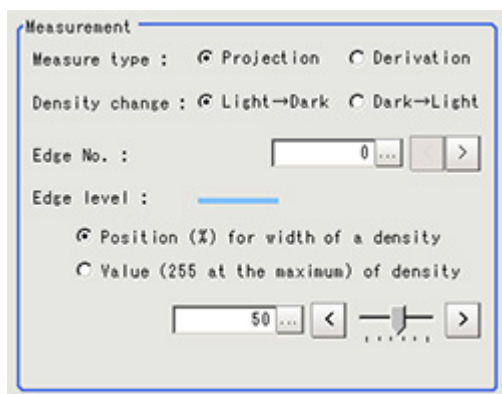 Measurement
Measure type : Projection Derivation
Density change : Light→Dark Dark→Light
Edge No. : 0 ... < >
Edge level :
Position (%) for width of a density
Value (255 at the maximum) of density
50 ... < >